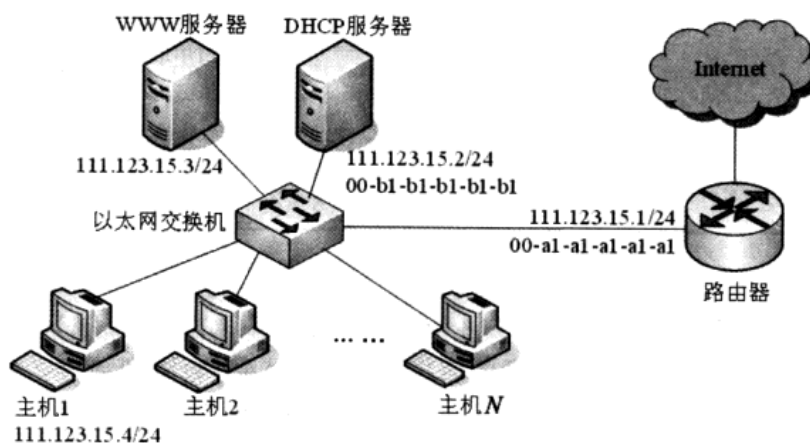 WWW服务器
DHCP服务器
Internet
111.123.15.3/24
111.123.15.2/24
00-b1-b1-b1-b1-b1
以太网交换机
111.123.15.1/24
00-a1-a1-a1-a1-a1
路由器
... ...
主机1
主机2
主机N
111.123.15.4/24